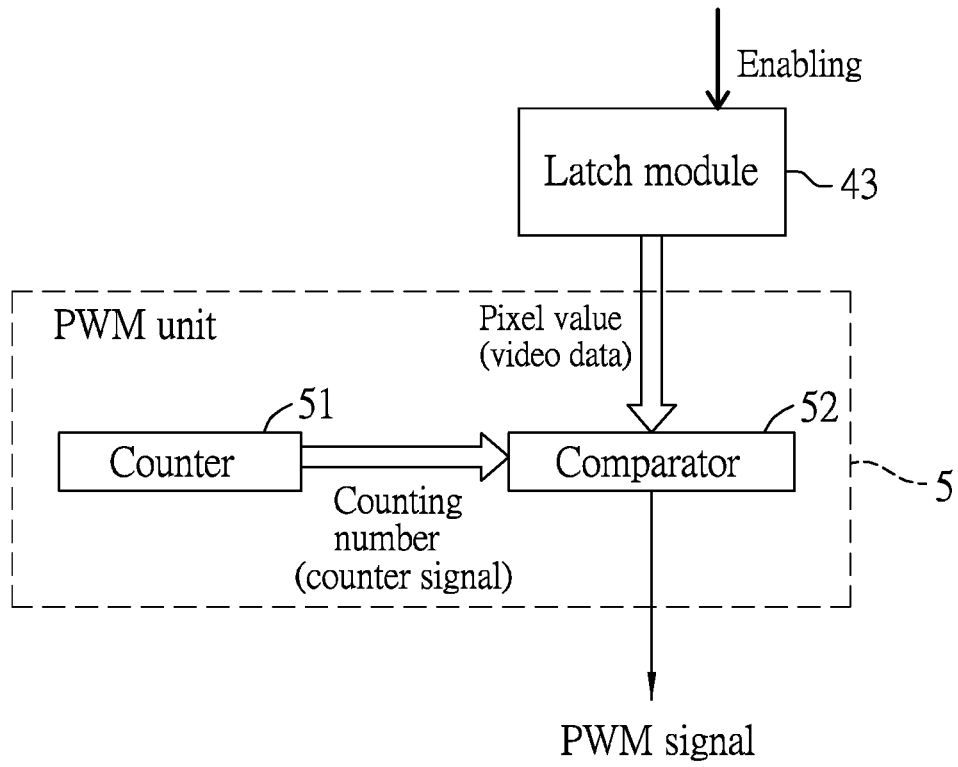 Enabling
Latch module
43
PWM unit
Pixel value
(video data)
51
52
Counter
Comparator
5
Counting
number
(counter signal)
PWM signal